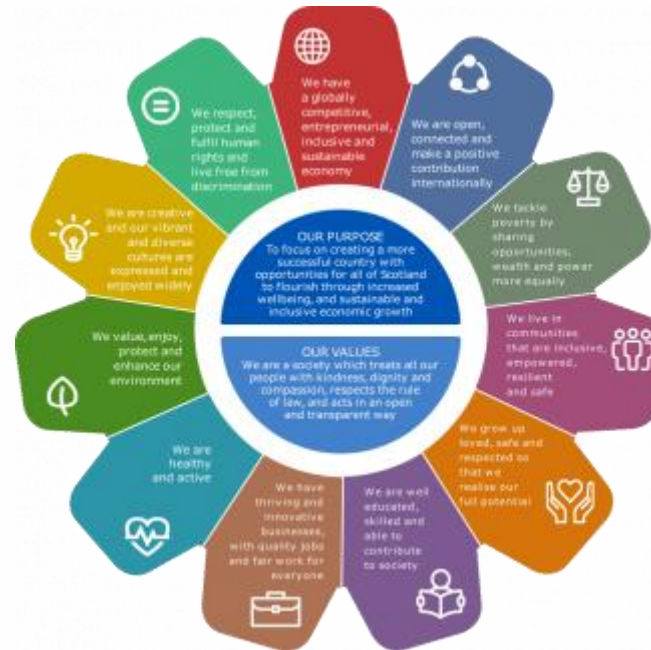 We have
a globally
competitive,
entrepreneurial,
inclusive and
sustainable
economy
We are open,
connected and
make a positive
contribution
internationally
We tackle
poverty by
sharing
opportunities,
wealth and power
more equally
We live in
communities
that are inclusive,
empowered,
resilient
and safe
We grow up
loved, safe and
respected so
that we
realise our
full potential
We are well
educated,
skilled and
able to
contribute
to society
We have
thriving and
innovative
businesses,
with quality jobs
and fair work for
everyone
We are
healthy
and active
We value, enjoy,
protect and
enhance our
environment
We are creative
and our vibrant
and diverse
cultures are
expressed and
enjoyed widely
We respect,
protect and
fulfil human
rights and
live free from
discrimination
OUR PURPOSE
To focus on creating a more
successful country with
opportunities for all of Scotland
to flourish through increased
wellbeing, and sustainable and
inclusive economic growth
OUR VALUES
We are a society which treats all our
people with kindness, dignity and
compassion, respects the rule
of law, and acts in an open
and transparent way